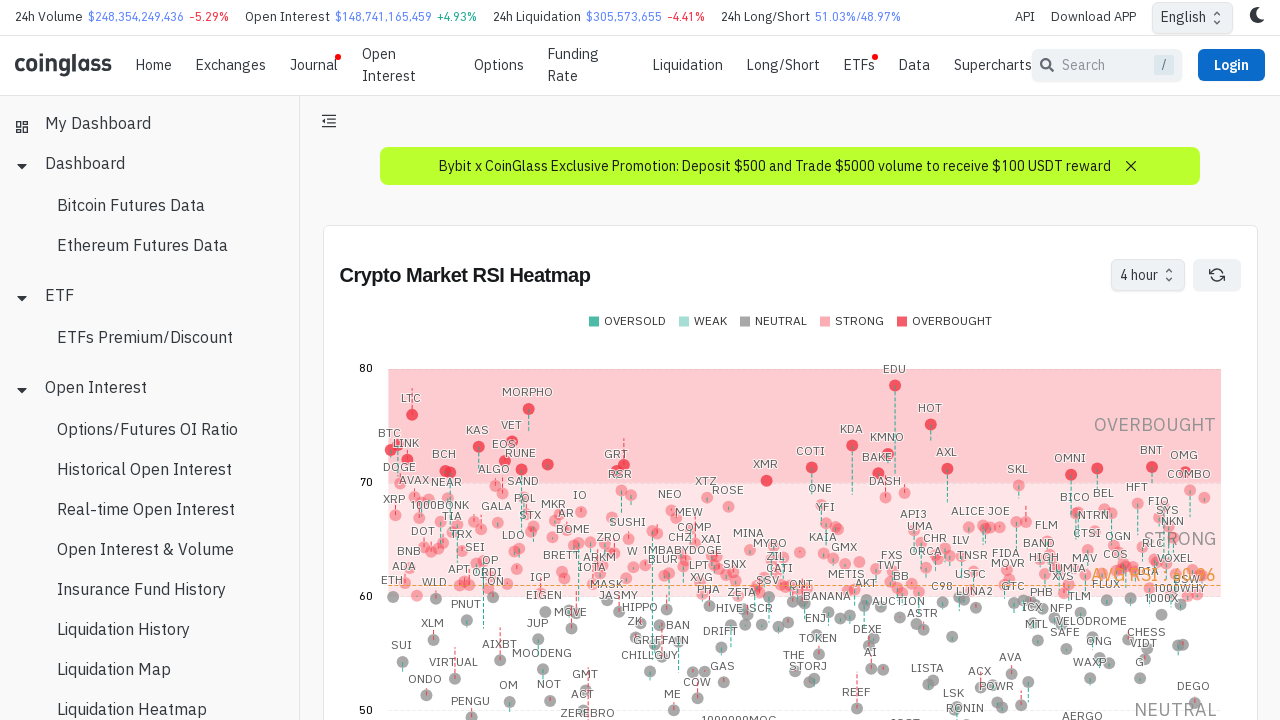 24h Volume $248,354,249,436 -5.29% Open Interest $148,741,165,459 +4.93% 24h Liquidation $305,573,655 -4.41% 24h Long/Short 51.03%/48.97% API Download APP English
coinglass Home Exchanges Journal Open Interest Options Funding Rate Liquidation Long/Short ETFs Data Supercharts Search / Login
My Dashboard
Dashboard
Bitcoin Futures Data
Ethereum Futures Data
ETF
ETFs Premium/Discount
Open Interest
Options/Futures OI Ratio
Historical Open Interest
Real-time Open Interest
Open Interest & Volume
Insurance Fund History
Liquidation History
Liquidation Map
Liquidation Heatmap
Bybit x CoinGlass Exclusive Promotion: Deposit $500 and Trade $5000 volume to receive $100 USDT reward
Crypto Market RSI Heatmap
4 hour
OVERSOLD WEAK NEUTRAL STRONG OVERBOUGHT
80
EDU
MORPHO
LTC
HOT
OVERBOUGHT
VET
BTC KAS KDA
LINK EOS KMNO
BCH RUNE GRT COTI BAKE AXL BNT OMG
XMR OMNI
DOGE ALGO RSR SKL COMBO
70
AVAX NEAR SAND XTZ DASH
ROSE ONE HFT
XRP POL IO NEO BICO BEL
1000BONK GALA MKR YFI FIO
TIA STX AR MEW API3 ALICE JOE NTRN SYS
SUSHI COMP UMA FLM NKN
DOT TRX LDO BOME ZRO CHZ XAI MINA KAIA CHR ILV CTSI OGN STRONG
SEI MYRO GMX ORCA BAND RLC
BNB OP BRETT ARKM W 1MBABYDOGE ZIL FXS TNSR FIDA HIGH MAV COS VOXEL
ADA APT ORDI IOTA BLUR LPT SNX CATI TWT MOVR LUMIA
ETH WLD TON ICP MASK XVG SSV QNT METIS AKT BB USTC XVS FLUX
C98 LUNA2 GTC PHB TLM 1000X
60
PNUT EIGEN JASMY PHA ZETA BANANA AUCTION
MOVE HIPPO HIVE JSCR ASTR ICX NFP
XLM JUP ZK BAN ENJ MTL VELODROME
DRIFT DEXE SAFE CHESS
SUI AIXBT GRIFFAIN TOKEN VIDT
VIRTUAL MOODENG CHILLGUY THE AI AVA WAXP G
GMT GAS STORJ LISTA ACX
ONDO OM NOT COW POWR DEGO
PENGU ACT ME REEF LSK
50
ZEREBRO RONIN AERGO NEUTRAL